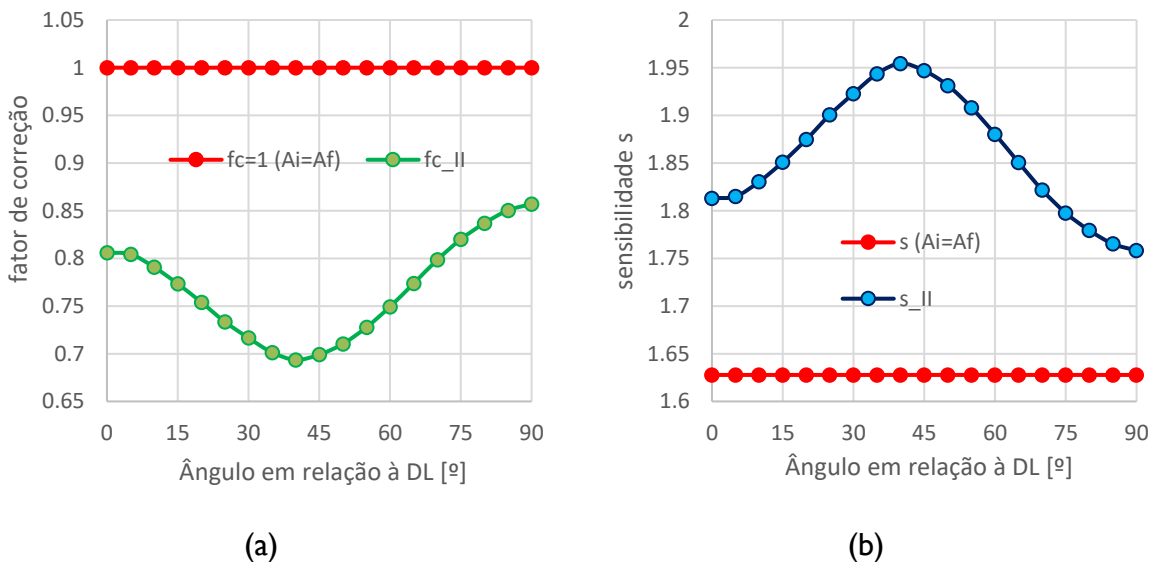 1.05
1
0.95
0.9
0.85
0.8
0.75
0.7
0.65
fator de correção
fc=1 (Ai=Af)
fc_II
0 15 30 45 60 75 90
Ângulo em relação à DL [º]
(a)
2
1.95
1.9
1.85
1.8
1.75
1.7
1.65
1.6
sensibilidade s
s (Ai=Af)
s_II
0 15 30 45 60 75 90
Ângulo em relação à DL [º]
(b)